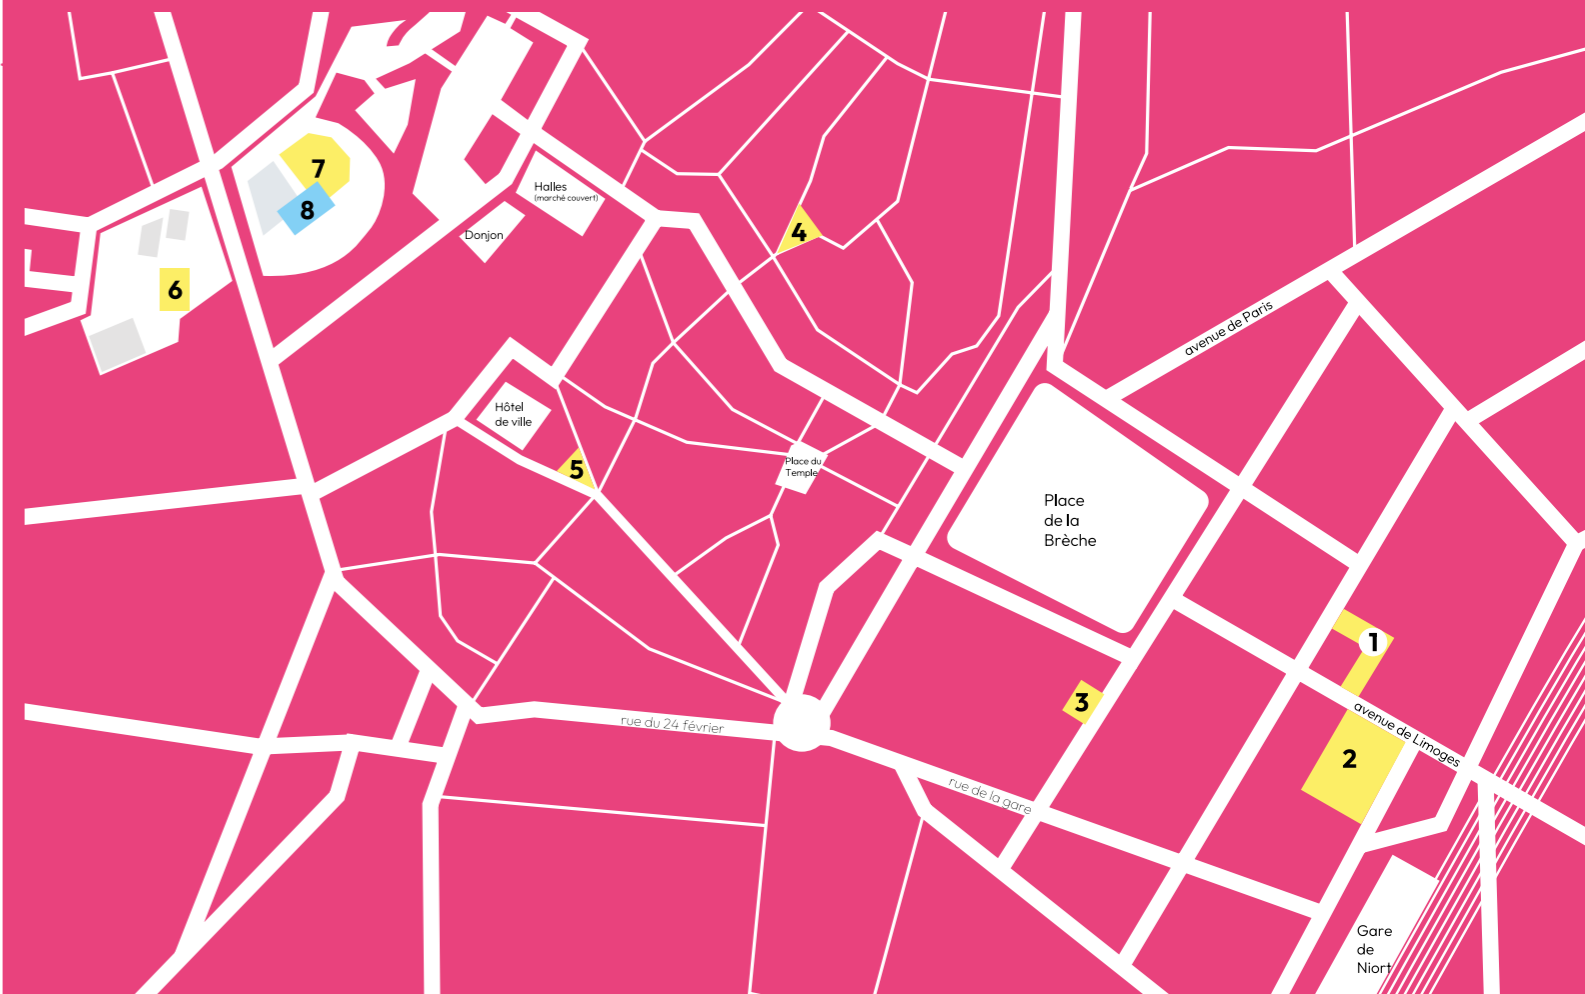 7
8
Halles
(marché couvert)
Donjon
4
6
avenue de Paris
Hôtel
de ville
5
Place du
Temple
Place
de la
Brèche
1
3
rue du 24 février
avenue de Limoges
2
rue de la gare
Gare
de
Niort